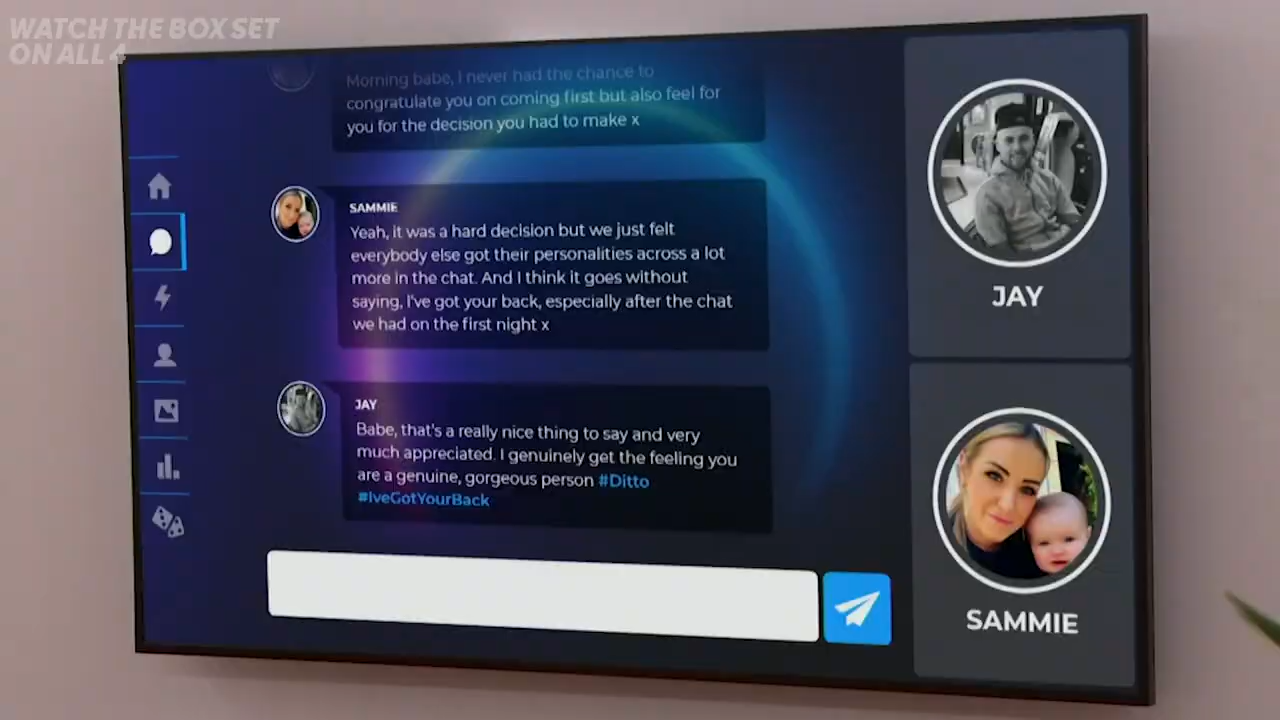 WATCH THE BOX SET
ON ALL 4
Morning babe, I never had the chance to
congratulate you on coming first but also feel for
you for the decision you had to make x
SAMMIE
Yeah, it was a hard decision but we just felt
everybody else got their personalities across a lot
more in the chat. And I think it goes without
saying, I've got your back, especially after the chat
we had on the first night x
JAY
Babe, that's a really nice thing to say and very
much appreciated. I genuinely get the feeling you
are a genuine, gorgeous person #Ditto
#IveGotYourBack
JAY
SAMMIE